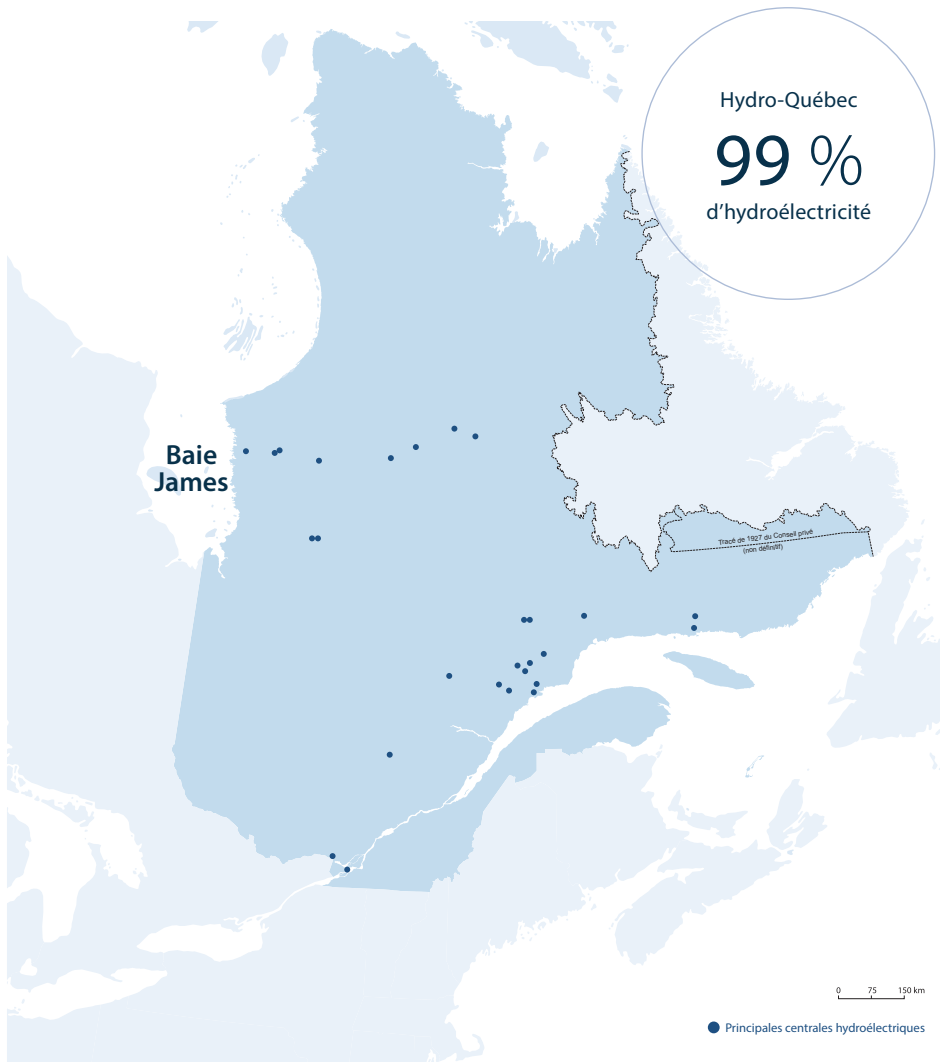 Hydro-Québec
99 %
d’hydroélectricité
Baie
James
Tracé de 1927 du Conseil privé
(non définitif)
0 75 150 km
Principales centrales hydroélectriques